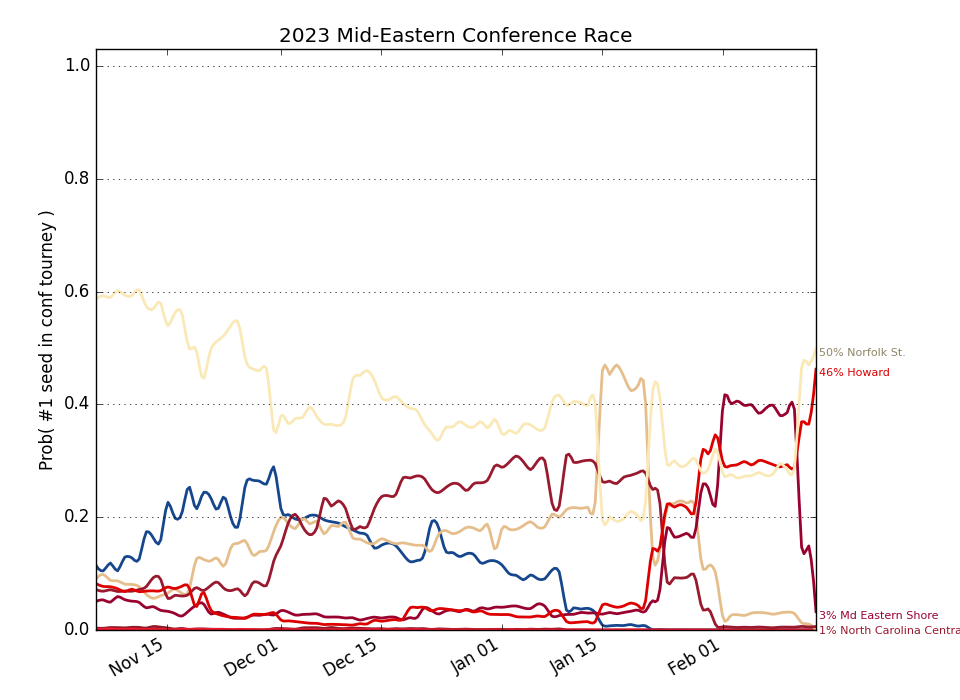 2023 Mid-Eastern Conference Race
1.0
0.8
0.6
0.4
0.2
0.0
Prob( #1 seed in conf tourney )
50% Norfolk St.
46% Howard
3% Md Eastern Shore
1% North Carolina Centra
Nov 15
Dec 01
Dec 15
Jan 01
Jan 15
Feb 01